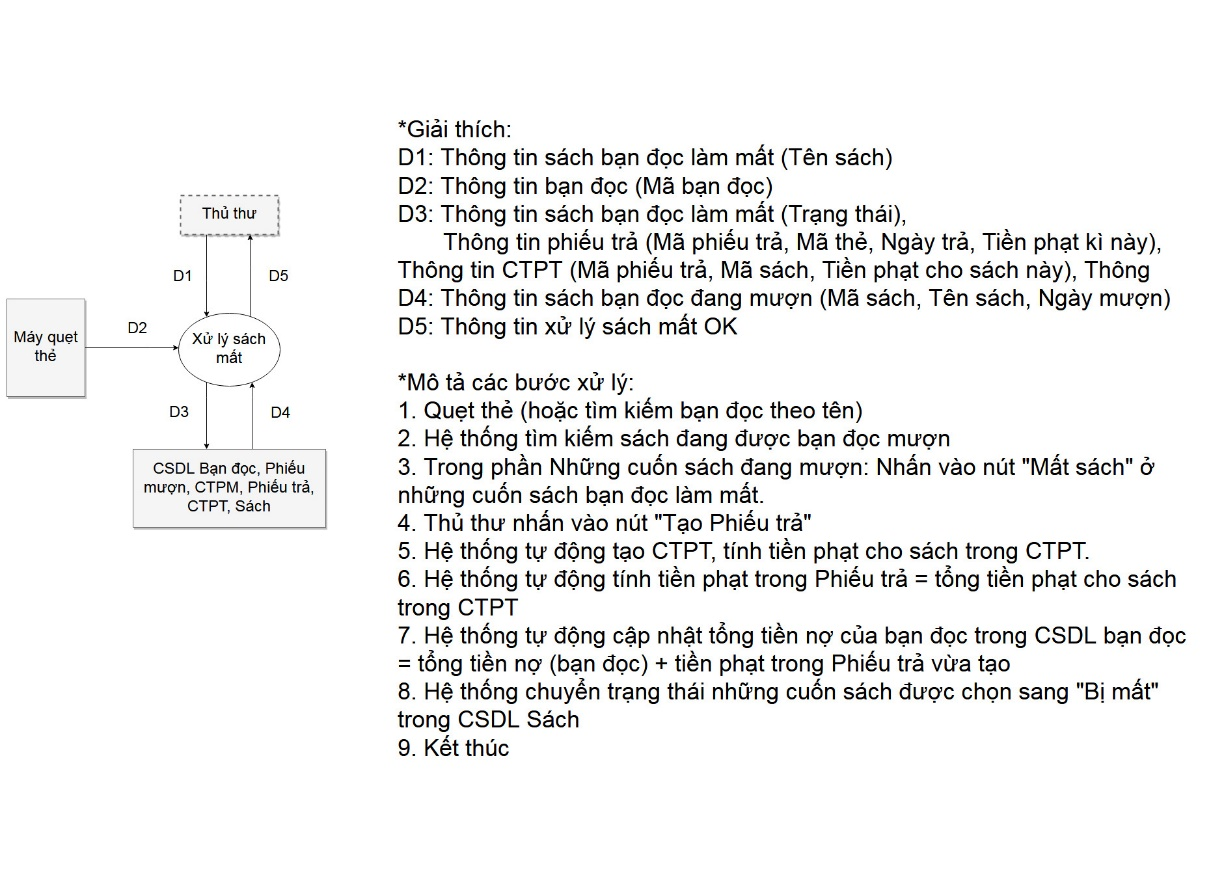 Thủ thư
D1
D5
Máy quẹt
thẻ
D2
Xử lý sách
mất
D3
D4
CSDL Bạn đọc, Phiếu
mượn, CTPM, Phiếu trả,
CTPT, Sách
*Giải thích:
D1: Thông tin sách bạn đọc làm mất (Tên sách)
D2: Thông tin bạn đọc (Mã bạn đọc)
D3: Thông tin sách bạn đọc làm mất (Trạng thái),
Thông tin phiếu trả (Mã phiếu trả, Mã thẻ, Ngày trả, Tiền phạt kì này),
Thông tin CTPT (Mã phiếu trả, Mã sách, Tiền phạt cho sách này), Thông
D4: Thông tin sách bạn đọc đang mượn (Mã sách, Tên sách, Ngày mượn)
D5: Thông tin xử lý sách mất OK
*Mô tả các bước xử lý:
1. Quẹt thẻ (hoặc tìm kiếm bạn đọc theo tên)
2. Hệ thống tìm kiếm sách đang được bạn đọc mượn
3. Trong phần Những cuốn sách đang mượn: Nhấn vào nút "Mất sách" ở
những cuốn sách bạn đọc làm mất.
4. Thủ thư nhấn vào nút "Tạo Phiếu trả"
5. Hệ thống tự động tạo CTPT, tính tiền phạt cho sách trong CTPT.
6. Hệ thống tự động tính tiền phạt trong Phiếu trả = tổng tiền phạt cho sách
trong CTPT
7. Hệ thống tự động cập nhật tổng tiền nợ của bạn đọc trong CSDL bạn đọc
= tổng tiền nợ (bạn đọc) + tiền phạt trong Phiếu trả vừa tạo
8. Hệ thống chuyển trạng thái những cuốn sách được chọn sang "Bị mất"
trong CSDL Sách
9. Kết thúc